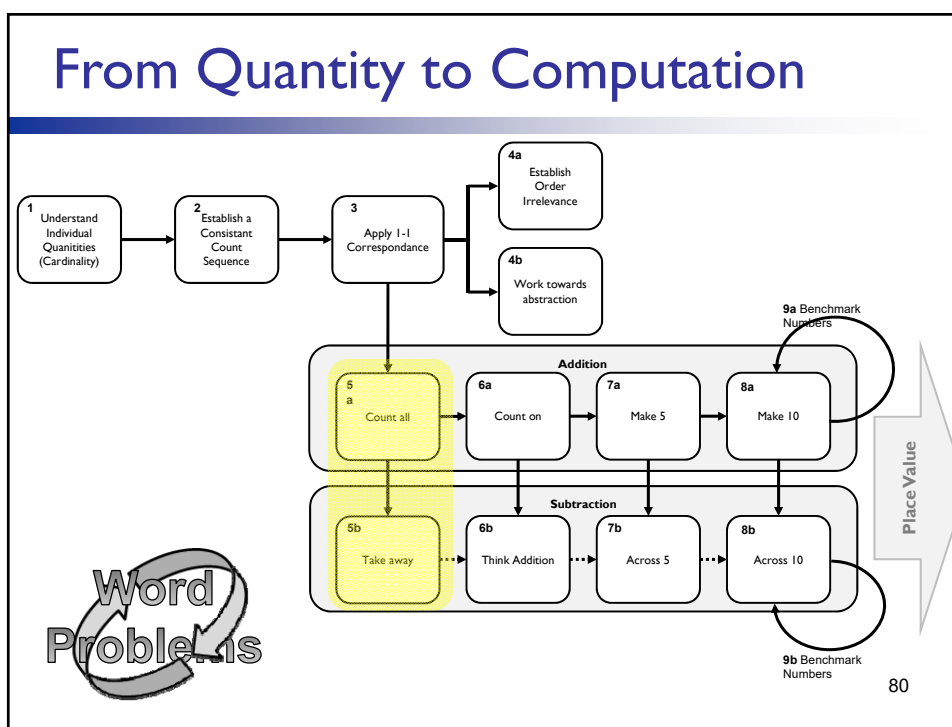 From Quantity to Computation
1
Understand
Individual
Quanitities
(Cardinality)
2
Establish a
Consistant
Count
Sequence
3
Apply 1-1
Correspondance
4a
Establish
Order
Irrelevance
4b
Work towards
abstraction
9a Benchmark
Numbers
Addition
5
a
Count all
6a
Count on
7a
Make 5
8a
Make 10
Subtraction
5b
Take away
6b
Think Addition
7b
Across 5
8b
Across 10
Place Value
Word
Problems
9b Benchmark
Numbers
80